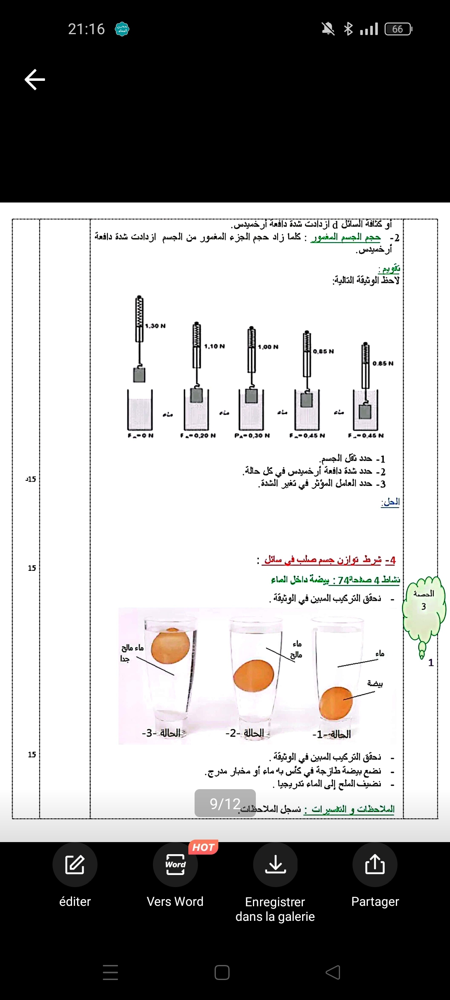 21:16
66
أو كثافة السائل d ازدادت شدة دافعة أرخميدس.
2- حجم الجسم المغمور : كلما زاد حجم الجزء المغمور من الجسم ازدادت شدة دافعة
أرخميدس.
تقويم :
لاحظ الوثيقة التالية:
1.30 N
1,10 N
1,00 N
0,85 N
0.85 N
ماء
ماء
ماء
ماء
F = 0 N
F = 0,20 N
PA = 0,30 N
F = 0,45 N
F = 0.45 N
1- حدد ثقل الجسم.
2- حدد شدة دافعة أرخميدس في كل حالة.
3- حدد العامل المؤثر في تغير الشدة.
15د
الحل:
4- شرط توازن جسم صلب في سائل :
15
نشاط 4 صفحة74 : بيضة داخل الماء
الحصة
3
1
- نحقق التركيب المبين في الوثيقة .
ماء
بيضة
ماء
مالح
ماء مالح
جدا
الحالة -1-
الحالة -2-
الحالة -3-
15
- نحقق التركيب المبين في الوثيقة .
- نضع بيضة طازجة في كأس به ماء أو مخبار مدرج.
- نضيف الملح إلى الماء تدريجيا .
الملاحظات و التفسيرات : نسجل الملاحظات.
9/12
HOT
Word
éditer
Vers Word
Enregistrer
dans la galerie
Partager